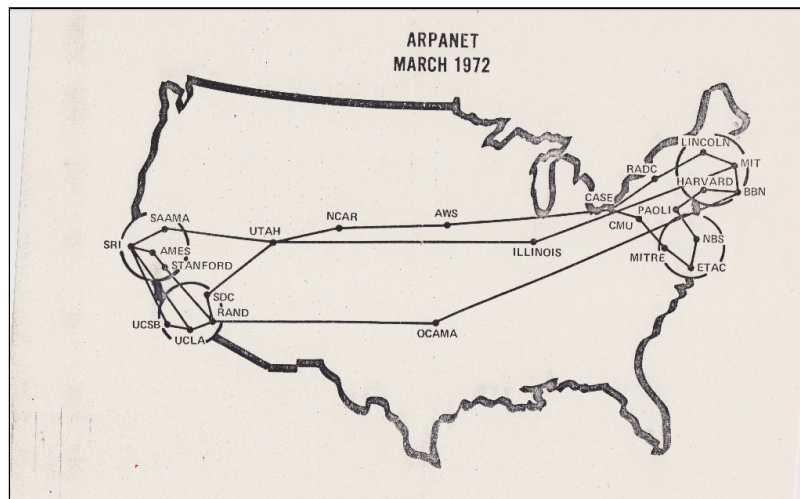 ARPANET
MARCH 1972
LINCOLN
MIT
RADC
HARVARD
BBN
CASE
PAOLI
SAAMA
NCAR
AWS
CMU
SRI
AMES
UTAH
ILLINOIS
NBS
MITRE
STANFORD
ETAC
SDC
RAND
UCSB
UCLA
OCAMA